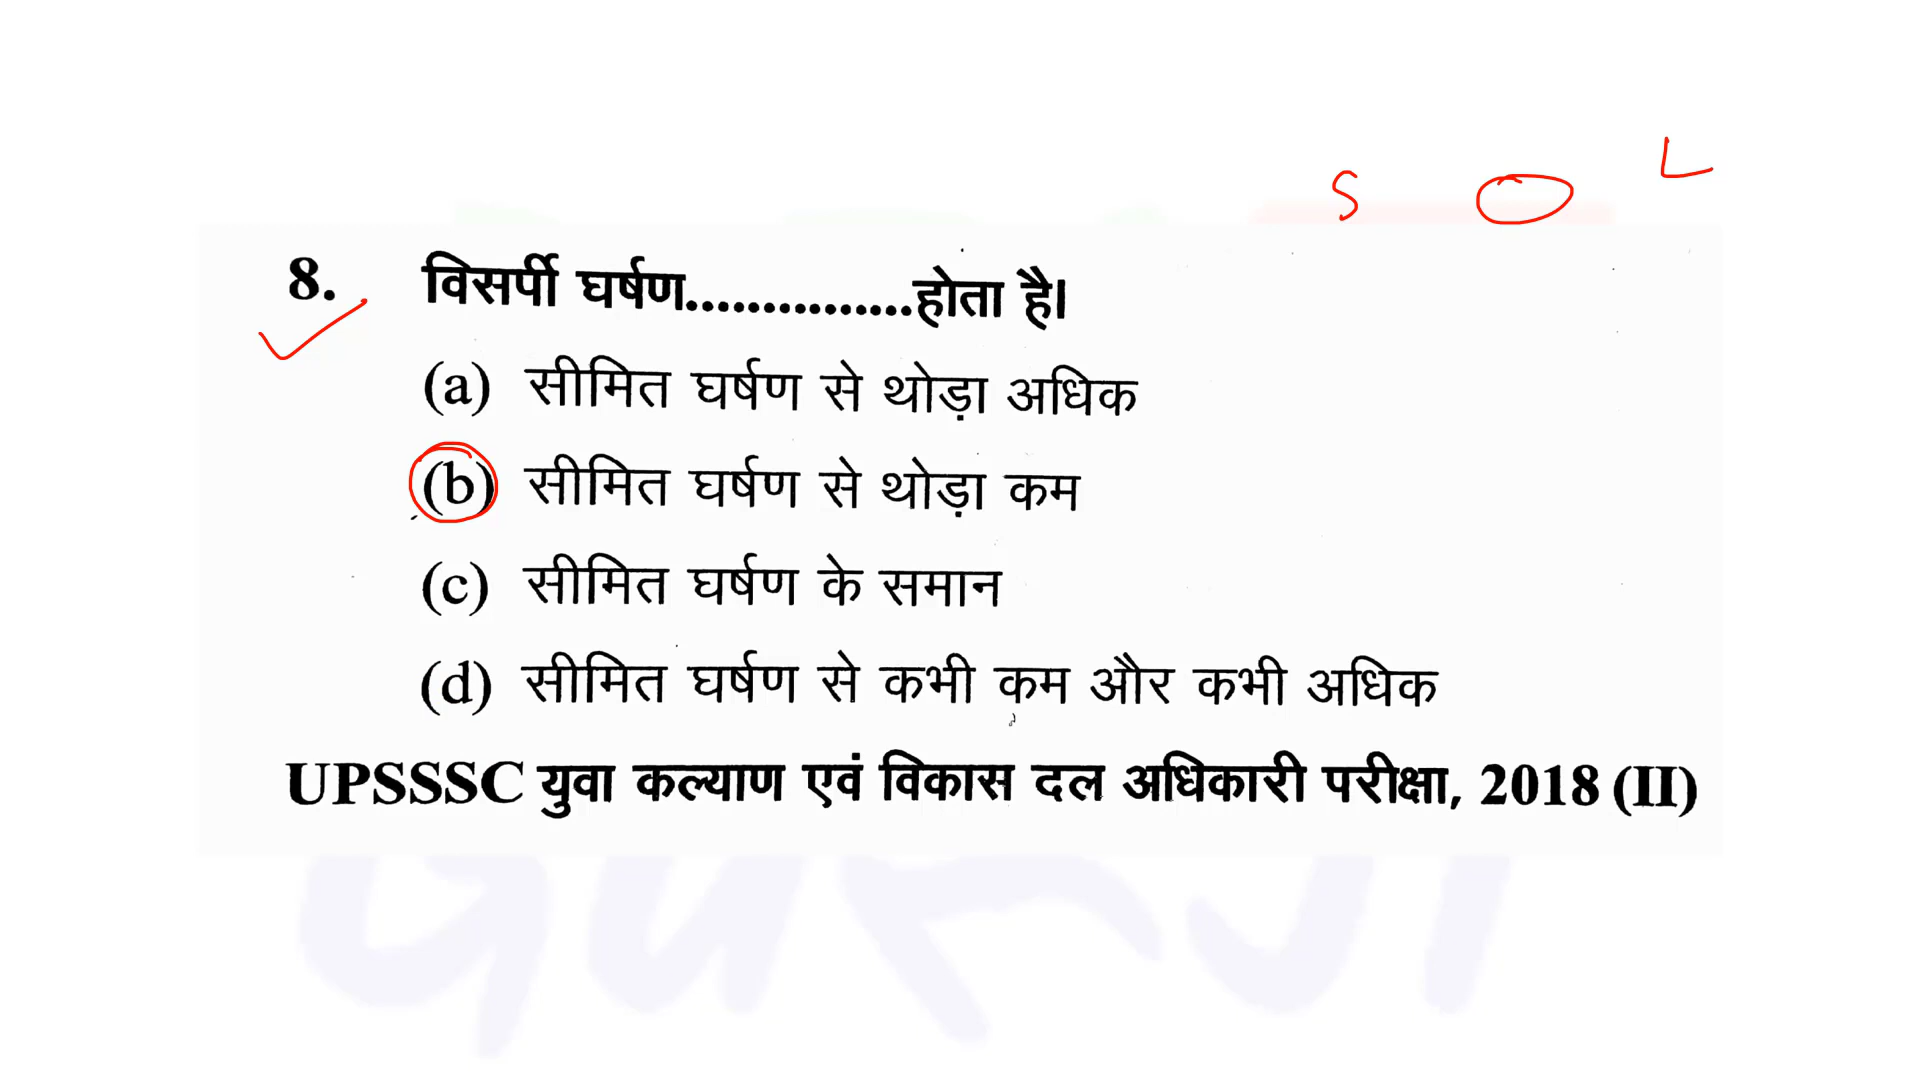 S L
8. विसर्पी घर्षण...............होता है।
(a) सीमित घर्षण से थोड़ा अधिक
(b) सीमित घर्षण से थोड़ा कम
(c) सीमित घर्षण के समान
(d) सीमित घर्षण से कभी कम और कभी अधिक
UPSSSC युवा कल्याण एवं विकास दल अधिकारी परीक्षा, 2018 (II)